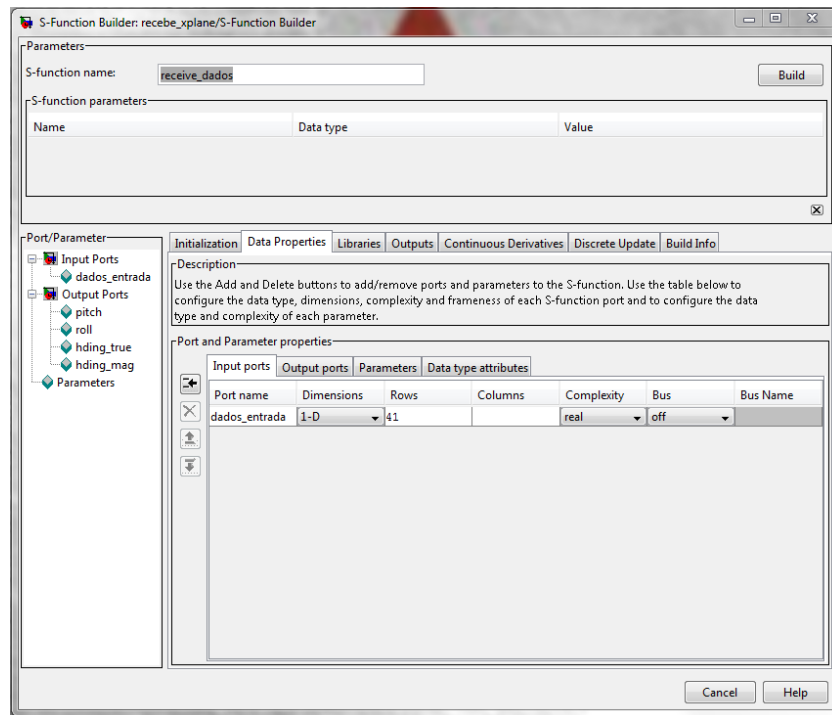 S-Function Builder: recebe_xplane/S-Function Builder
Parameters
S-function name: receive_dados Build
S-function parameters
Name Data type Value
Port/Parameter
Input Ports
dados_entrada
Output Ports
pitch
roll
hding_true
hding_mag
Parameters
Initialization Data Properties Libraries Outputs Continuous Derivatives Discrete Update Build Info
Description
Use the Add and Delete buttons to add/remove ports and parameters to the S-function. Use the table below to
configure the data type, dimensions, complexity and frameness of each S-function port and to configure the data
type and complexity of each parameter.
Port and Parameter properties
Input ports Output ports Parameters Data type attributes
Port name Dimensions Rows Columns Complexity Bus Bus Name
dados_entrada 1-D 41 real off
Cancel Help